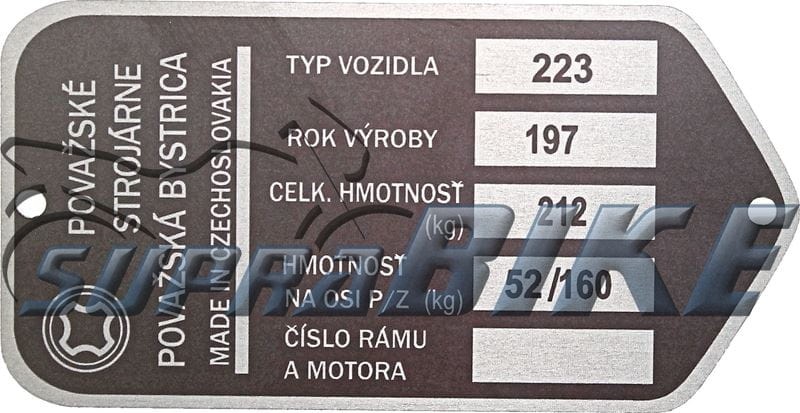 POVAŽSKÉ
STROJÁRNE
POVAŽSKÁ BYSTRICA
MADE IN CZECHOSLOVAKIA
TYP VOZIDLA 223
ROK VÝROBY 197
CELK. HMOTNOSŤ
(kg) 212
HMOTNOSŤ
NA OSI P/Z (kg) 52/160
ČÍSLO RÁMU
A MOTORA
SUPRABIKE